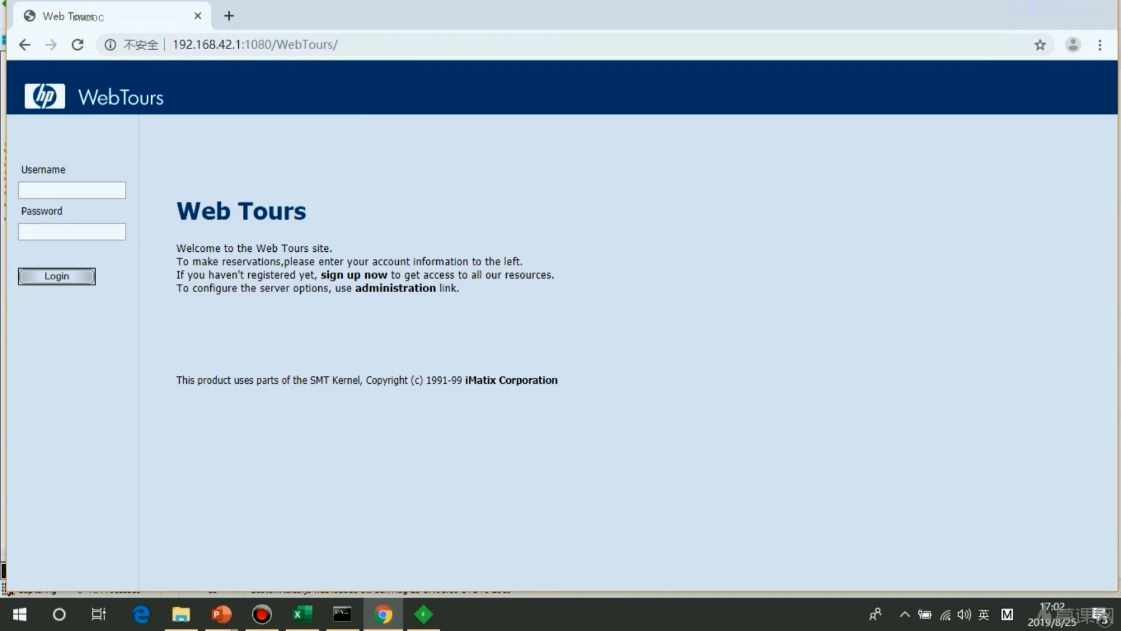 Web Tours
不安全
192.168.42.1:1080/WebTours/
hp
WebTours
Username
Password
Login
Web Tours
Welcome to the Web Tours site.
To make reservations,please enter your account information to the left.
If you haven't registered yet, sign up now to get access to all our resources.
To configure the server options, use administration link.
This product uses parts of the SMT Kernel, Copyright (c) 1991-99 iMatix Corporation
英
M
17:02
2019/8/25
慕课网